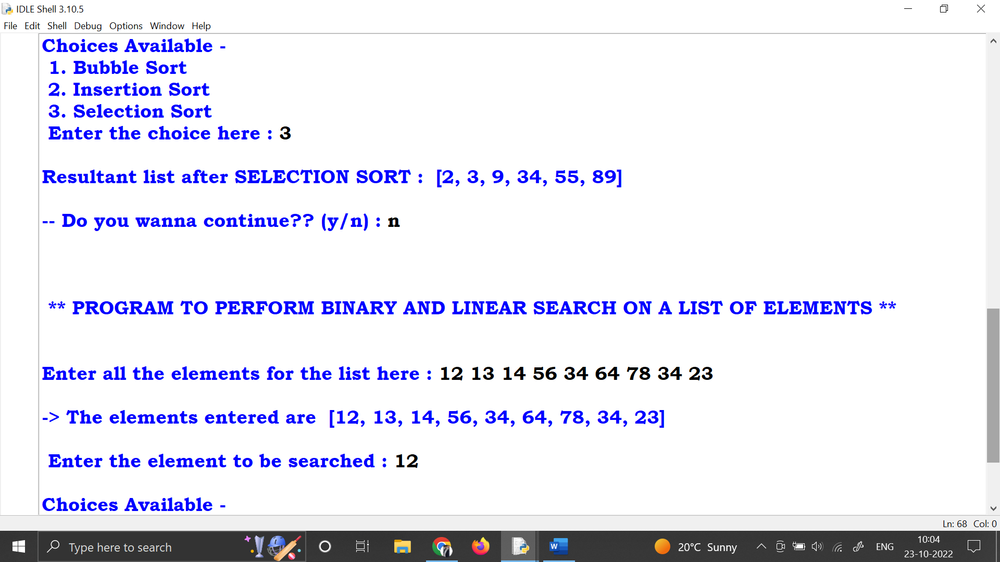 IDLE Shell 3.10.5
File Edit Shell Debug Options Window Help
Choices Available -
1. Bubble Sort
2. Insertion Sort
3. Selection Sort
Enter the choice here : 3
Resultant list after SELECTION SORT :  [2, 3, 9, 34, 55, 89]
-- Do you wanna continue?? (y/n) : n
** PROGRAM TO PERFORM BINARY AND LINEAR SEARCH ON A LIST OF ELEMENTS **
Enter all the elements for the list here : 12 13 14 56 34 64 78 34 23
-> The elements entered are  [12, 13, 14, 56, 34, 64, 78, 34, 23]
Enter the element to be searched : 12
Choices Available -
Ln: 68 Col: 0
Type here to search
W
20°C Sunny
ENG
10:04
23-10-2022